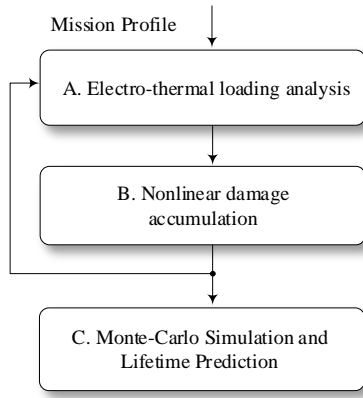 Mission Profile
A. Electro-thermal loading analysis
B. Nonlinear damage
accumulation
C. Monte-Carlo Simulation and
Lifetime Prediction